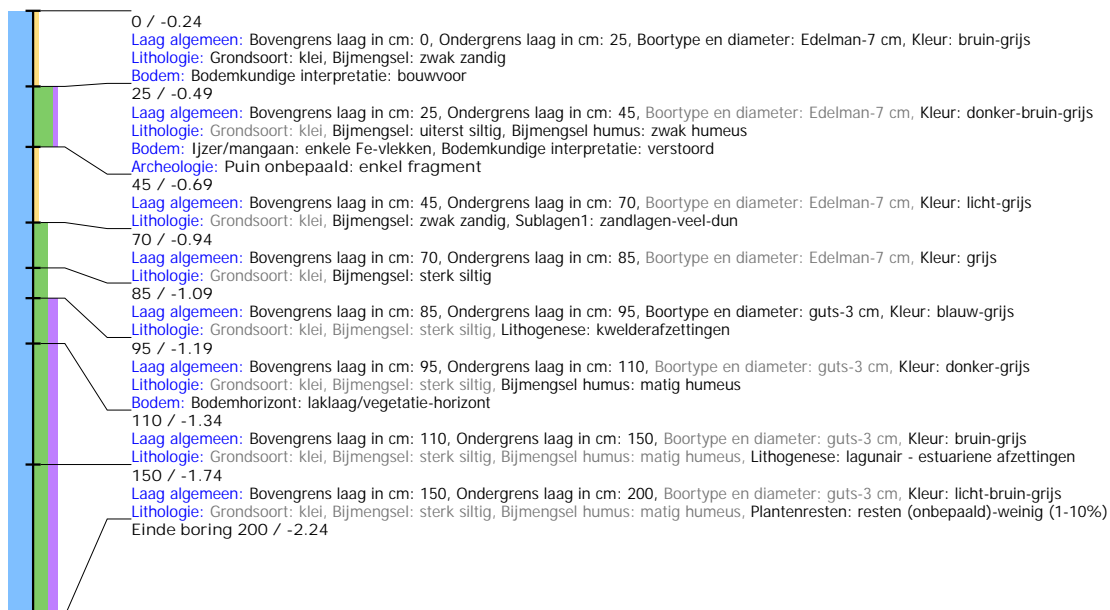 0 / -0.24
Laag algemeen: Bovengrens laag in cm: 0, Ondergrens laag in cm: 25, Boortype en diameter: Edelman-7 cm, Kleur: bruin-grijs
Lithologie: Grondsoort: klei, Bijmengsel: zwak zandig
Bodem: Bodemkundige interpretatie: bouwvoor
25 / -0.49
Laag algemeen: Bovengrens laag in cm: 25, Ondergrens laag in cm: 45, Boortype en diameter: Edelman-7 cm, Kleur: donker-bruin-grijs
Lithologie: Grondsoort: klei, Bijmengsel: uiterst siltig, Bijmengsel humus: zwak humeus
Bodem: Ijzer/mangaan: enkele Fe-vlekken, Bodemkundige interpretatie: verstoord
Archeologie: Puin onbepaald: enkel fragment
45 / -0.69
Laag algemeen: Bovengrens laag in cm: 45, Ondergrens laag in cm: 70, Boortype en diameter: Edelman-7 cm, Kleur: licht-grijs
Lithologie: Grondsoort: klei, Bijmengsel: zwak zandig, Sublagen1: zandlagen-veel-dun
70 / -0.94
Laag algemeen: Bovengrens laag in cm: 70, Ondergrens laag in cm: 85, Boortype en diameter: Edelman-7 cm, Kleur: grijs
Lithologie: Grondsoort: klei, Bijmengsel: sterk siltig
85 / -1.09
Laag algemeen: Bovengrens laag in cm: 85, Ondergrens laag in cm: 95, Boortype en diameter: guts-3 cm, Kleur: blauw-grijs
Lithologie: Grondsoort: klei, Bijmengsel: sterk siltig, Lithogenese: kwelderafzettingen
95 / -1.19
Laag algemeen: Bovengrens laag in cm: 95, Ondergrens laag in cm: 110, Boortype en diameter: guts-3 cm, Kleur: donker-grijs
Lithologie: Grondsoort: klei, Bijmengsel: sterk siltig, Bijmengsel humus: matig humeus
Bodem: Bodemhorizont: laklaag/vegetatie-horizont
110 / -1.34
Laag algemeen: Bovengrens laag in cm: 110, Ondergrens laag in cm: 150, Boortype en diameter: guts-3 cm, Kleur: bruin-grijs
Lithologie: Grondsoort: klei, Bijmengsel: sterk siltig, Bijmengsel humus: matig humeus, Lithogenese: lagunair - estuariene afzettingen
150 / -1.74
Laag algemeen: Bovengrens laag in cm: 150, Ondergrens laag in cm: 200, Boortype en diameter: guts-3 cm, Kleur: licht-bruin-grijs
Lithologie: Grondsoort: klei, Bijmengsel: sterk siltig, Bijmengsel humus: matig humeus, Plantenresten: resten (onbepaald)-weinig (1-10%)
Einde boring 200 / -2.24